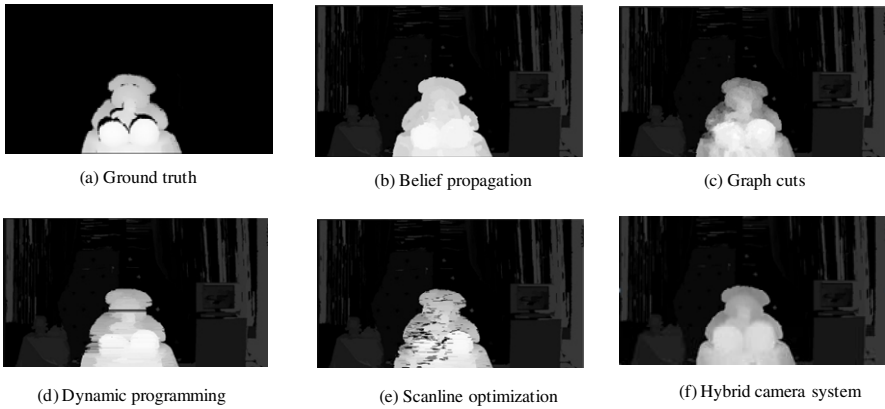 (a) Ground truth
(b) Belief propagation
(c) Graph cuts
(d) Dynamic programming
(e) Scanline optimization
(f) Hybrid camera system